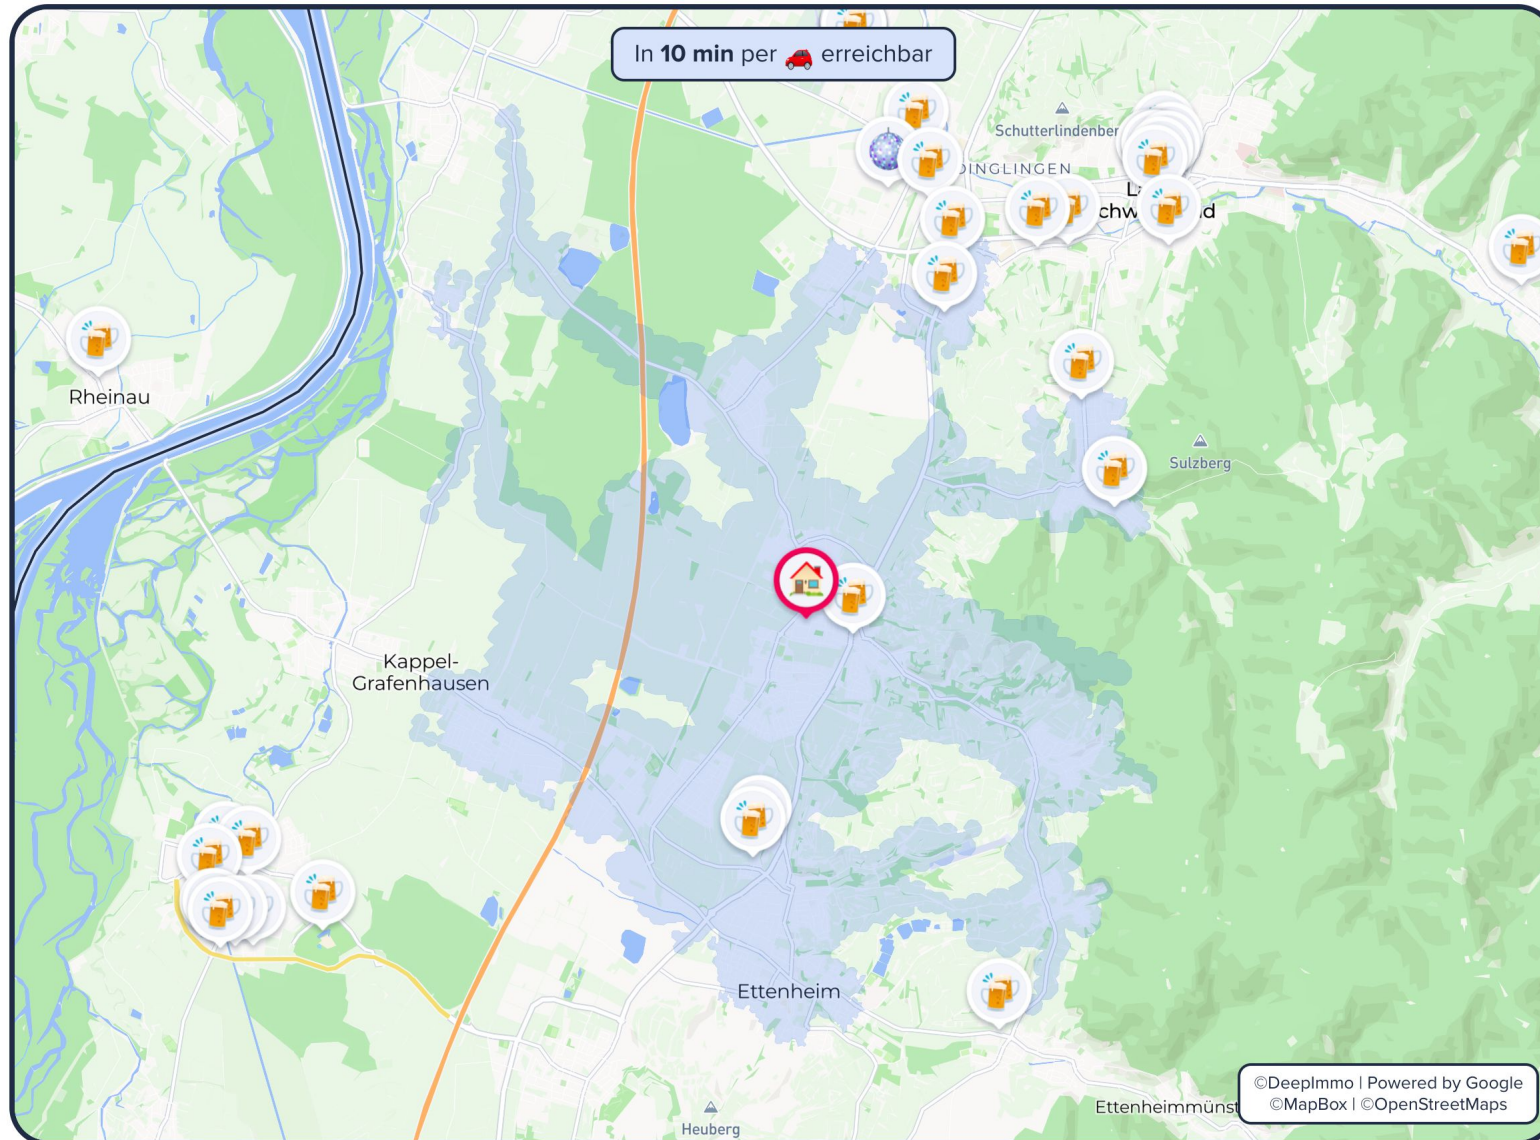 In 10 min per erreichbar
Schutterlindenber
DINGLINGEN
Rheinau
Sulzberg
Kappel-
Grafenhausen
Ettenheim
Ettenheimmünst
Heuberg
©DeepImmo | Powered by Google
©MapBox | ©OpenStreetMaps